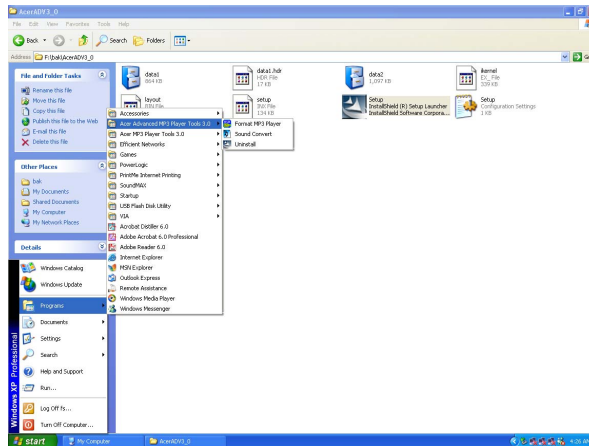 AcerADV3_0
File Edit View Favorites Tools Help
Back Search Folders
Address F:\bak\AcerADV3_0 Go
File and Folder Tasks
Rename this file
Move this file
Copy this file
Publish this file to the Web
E-mail this file
Delete this file
Other Places
bak
My Documents
Shared Documents
My Computer
My Network Places
Details
data1
864 KB
data1.hdr
HDR File
17 KB
data2
1,097 KB
ikernel
EX_ File
339 KB
layout
BIN File
setup
INX File
134 KB
Setup
InstallShield (R) Setup Launcher
InstallShield Software Corpora...
Setup
Configuration Settings
1 KB
Accessories
Acer Advanced MP3 Player Tools 3.0
Acer MP3 Player Tools 3.0
Efficient Networks
Games
PowerLogic
PrintMe Internet Printing
SoundMAX
Startup
USB Flash Disk Utility
VIA
Acrobat Distiller 6.0
Adobe Acrobat 6.0 Professional
Adobe Reader 6.0
Internet Explorer
MSN Explorer
Outlook Express
Remote Assistance
Windows Media Player
Windows Messenger
Format MP3 Player
Sound Convert
Uninstall
Windows Catalog
Windows Update
Programs
Documents
Settings
Search
Help and Support
Run...
Log Off fs...
Turn Off Computer...
Windows XP Professional
start My Computer AcerADV3_0 4:26 AM